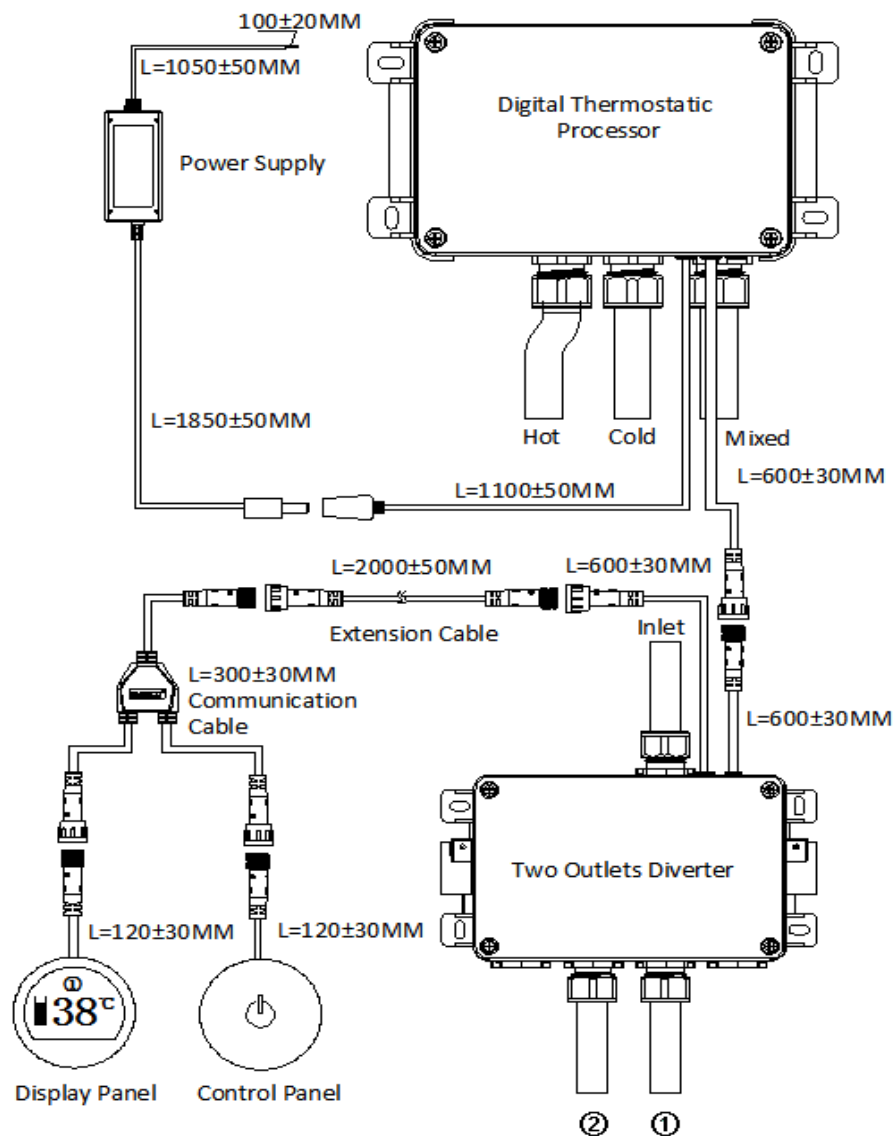 100±20MM
L=1050±50MM
Digital Thermostatic
Processor
Power Supply
L=1850±50MM
Hot
Cold
Mixed
L=600±30MM
L=1100±50MM
L=2000±50MM
L=600±30MM
Extension Cable
Inlet
L=300±30MM
Communication
Cable
L=600±30MM
Two Outlets Diverter
L=120±30MM
L=120±30MM
①
38℃
Display Panel
Control Panel
②
①